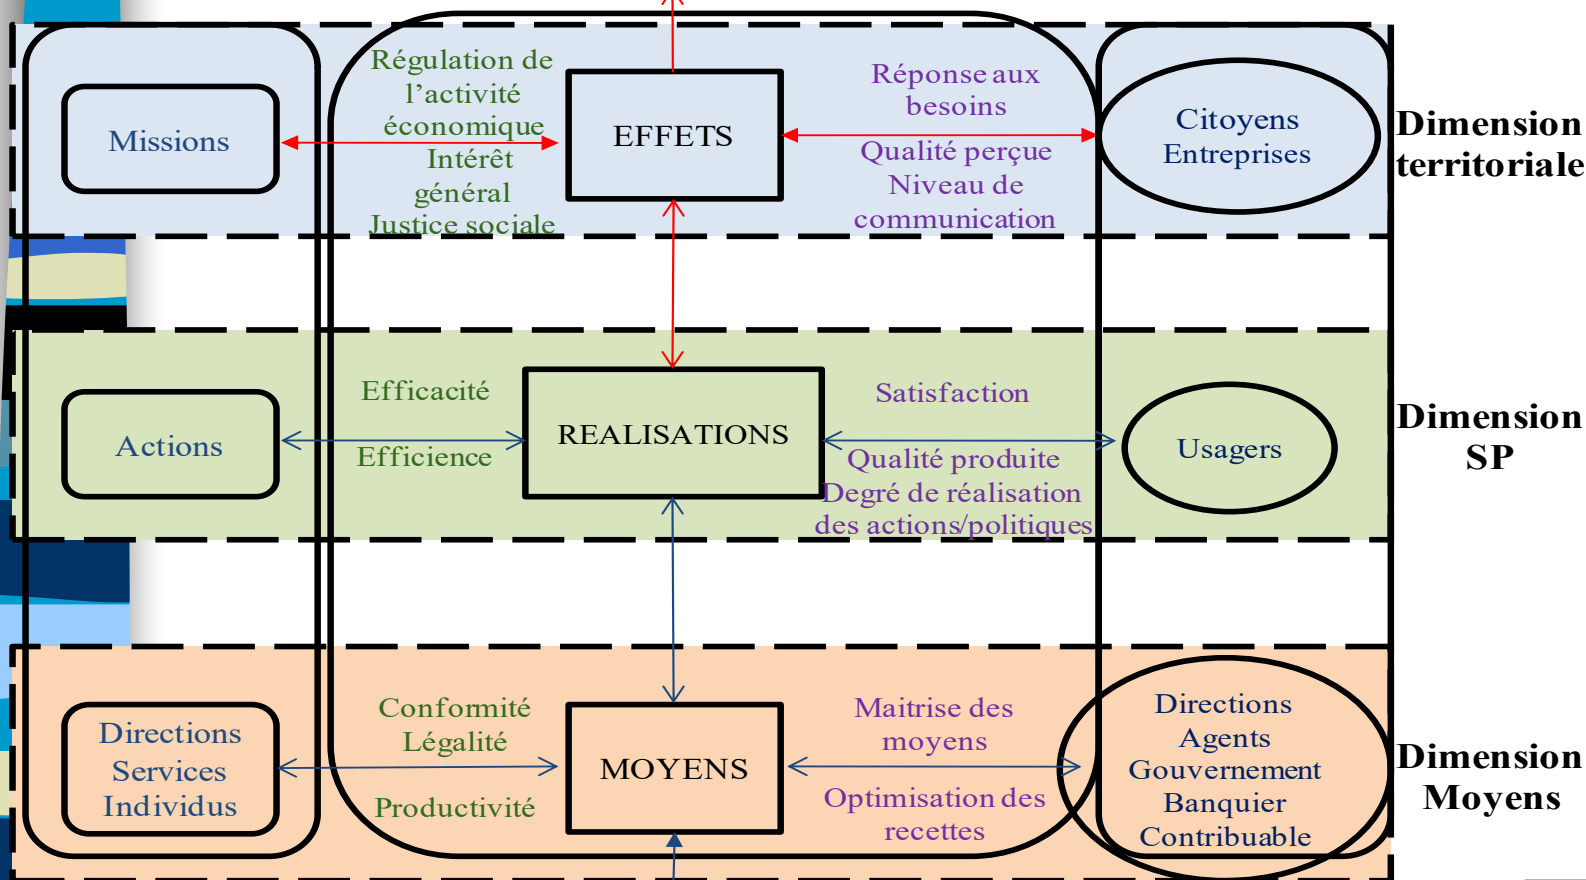 Missions
Régulation de
l’activité
économique
Intérêt
général
Justice sociale
EFFETS
Réponse aux
besoins
Qualité perçue
Niveau de
communication
Citoyens
Entreprises
Dimension
territoriale
Actions
Efficacité
Efficience
REALISATIONS
Satisfaction
Qualité produite
Degré de réalisation
des actions/politiques
Usagers
Dimension
SP
Directions
Services
Individus
Conformité
Légalité
Productivité
MOYENS
Maitrise des
moyens
Optimisation des
recettes
Directions
Agents
Gouvernement
Banquier
Contribuable
Dimension
Moyens